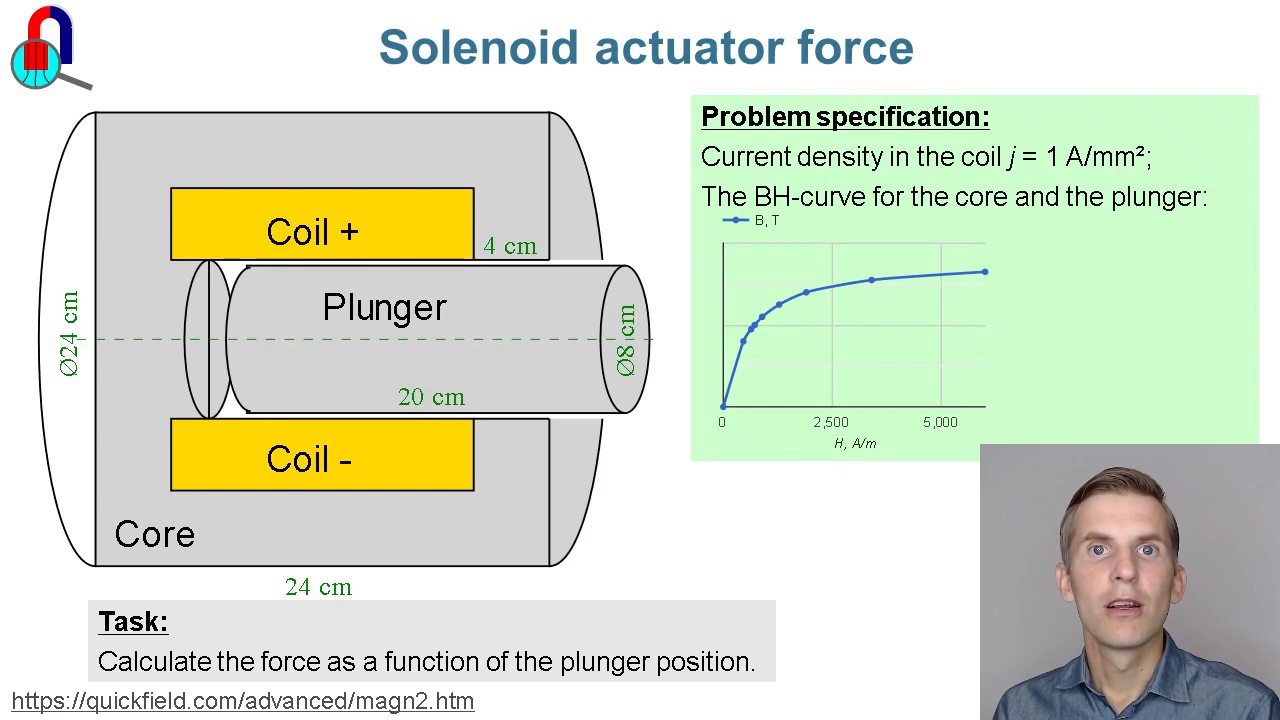 Solenoid actuator force
Problem specification:
Current density in the coil j = 1 A/mm²;
The BH-curve for the core and the plunger:
B, T
0
2,500
5,000
H, A/m
Coil +
4 cm
Plunger
Ø24 cm
Ø8 cm
20 cm
Coil -
Core
24 cm
Task:
Calculate the force as a function of the plunger position.
https://quickfield.com/advanced/magn2.htm